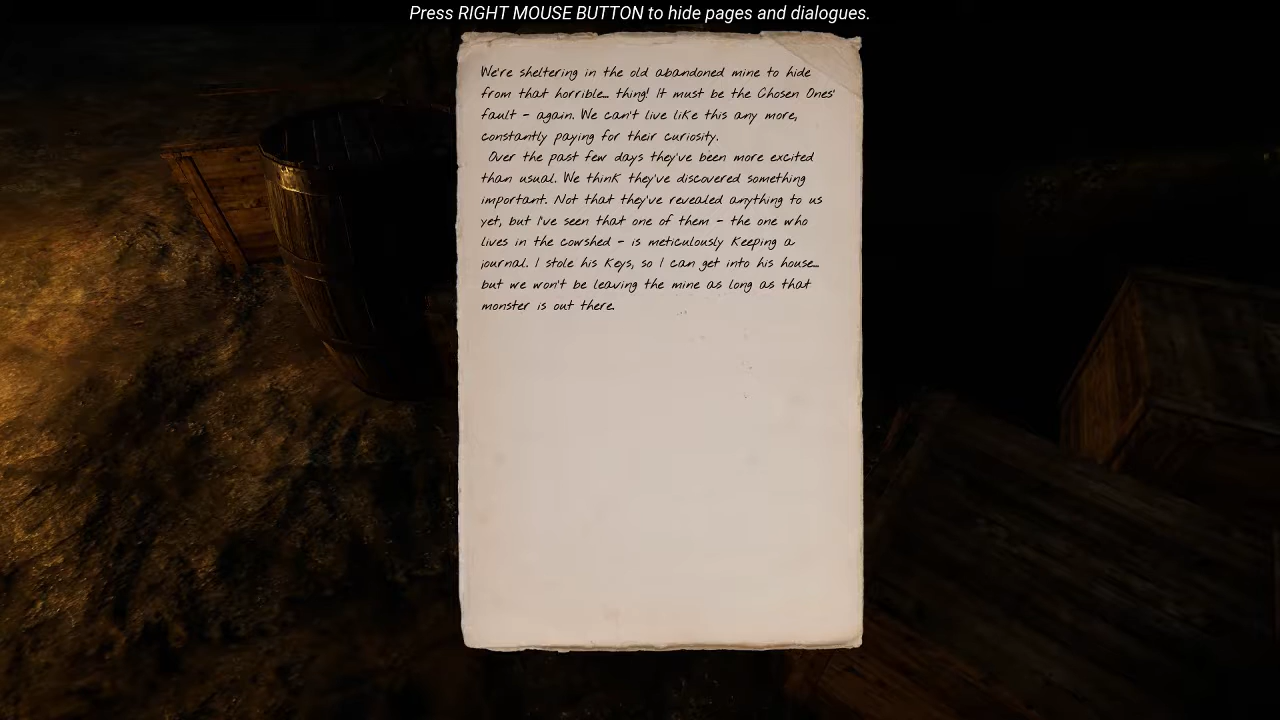 Press RIGHT MOUSE BUTTON to hide pages and dialogues.
We're sheltering in the old abandoned mine to hide
from that horrible... thing! It must be the Chosen Ones'
fault - again. We can't live like this any more,
constantly paying for their curiosity.
Over the past few days they've been more excited
than usual. We think they've discovered something
important. Not that they've revealed anything to us
yet, but I've seen that one of them - the one who
lives in the cowshed - is meticulously keeping a
journal. I stole his keys, so I can get into his house...
but we won't be leaving the mine as long as that
monster is out there.